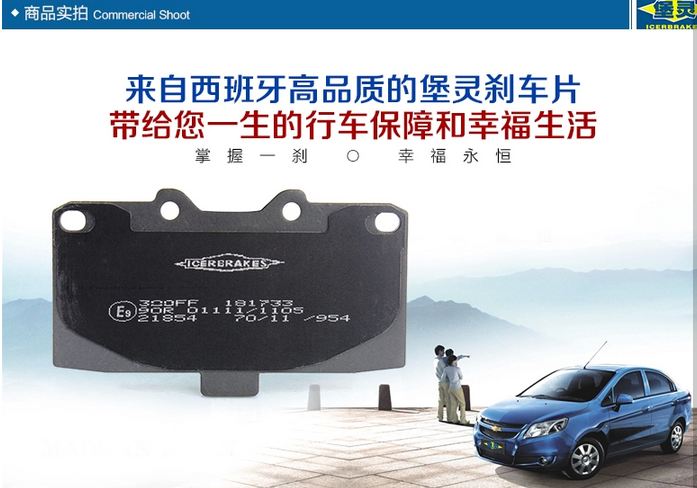 商品实拍 Commercial Shoot
堡灵
ICERBRAKES
来自西班牙高品质的堡灵刹车片
带给您一生的行车保障和幸福生活
掌握一刹 ○ 幸福永恒
ICERBRAKES
300FF 181733
E9 90R 01111/1105
21854 70/11 /954